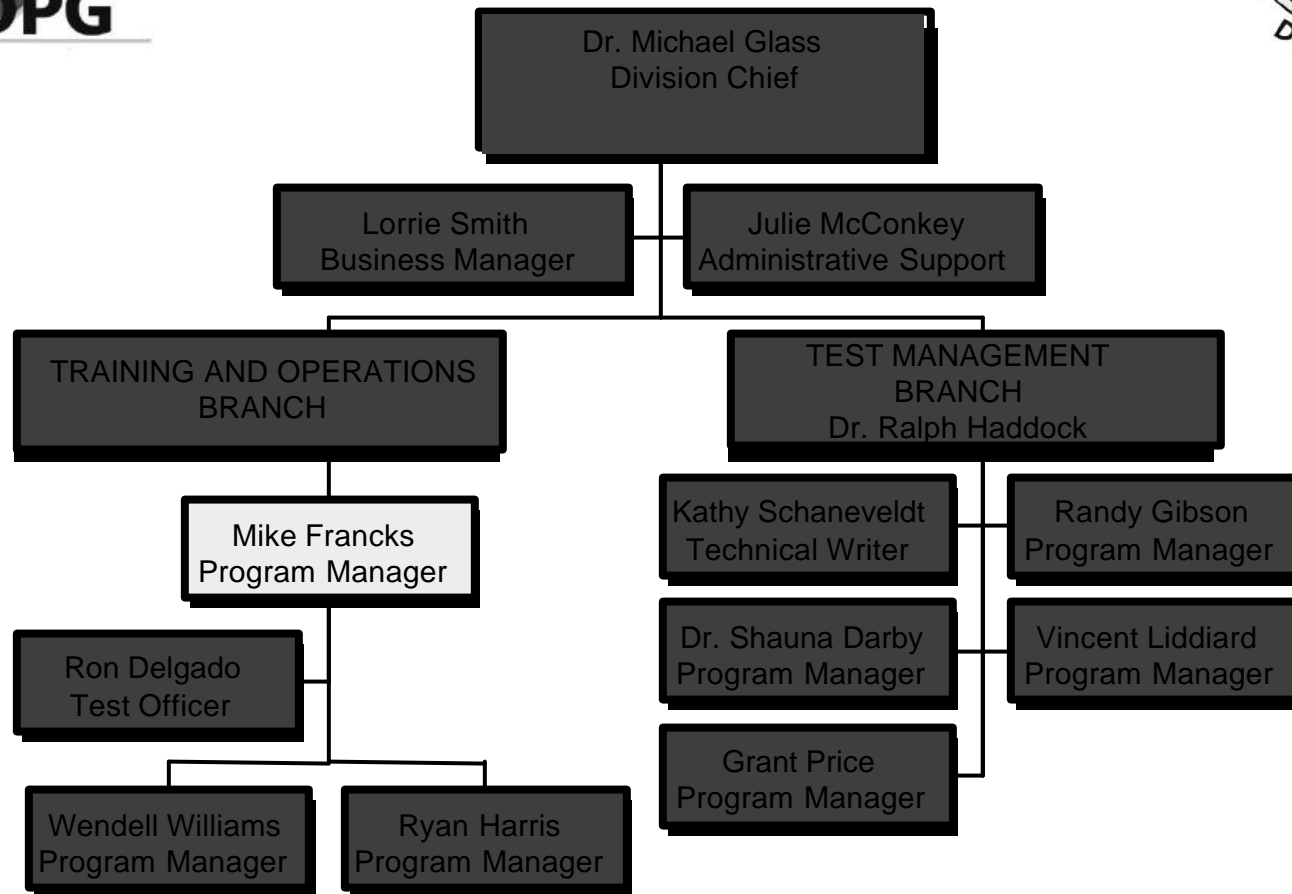 Dr. Michael Glass
Division Chief
Lorrie Smith
Business Manager
Julie McConkey
Administrative Support
TRAINING AND OPERATIONS
BRANCH
TEST MANAGEMENT
BRANCH
Dr. Ralph Haddock
Mike Francks
Program Manager
Kathy Schaneveldt
Technical Writer
Randy Gibson
Program Manager
Ron Delgado
Test Officer
Dr. Shauna Darby
Program Manager
Vincent Liddiard
Program Manager
Grant Price
Program Manager
Wendell Williams
Program Manager
Ryan Harris
Program Manager